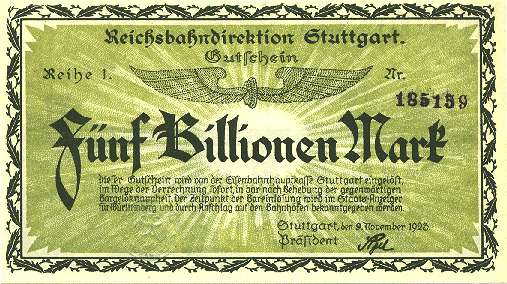 Reichsbahndirektion Stuttgart.
Gutschein
Reihe 1. Nr.
185159
Fünf Billionen Mark
Dieser Gutschein wird von der Eisenbahnhauptkasse Stuttgart eingelöst,
im Wege der Verrechnung sofort, in bar nach Behebung der gegenwärtigen
Bargeldknappheit. Der Zeitpunkt der Bareinlösung wird im Staats-Anzeiger
für Württemberg und durch Anschlag auf den Bahnhöfen bekanntgegeben werden.
Stuttgart, den 9. November 1923
Präsident